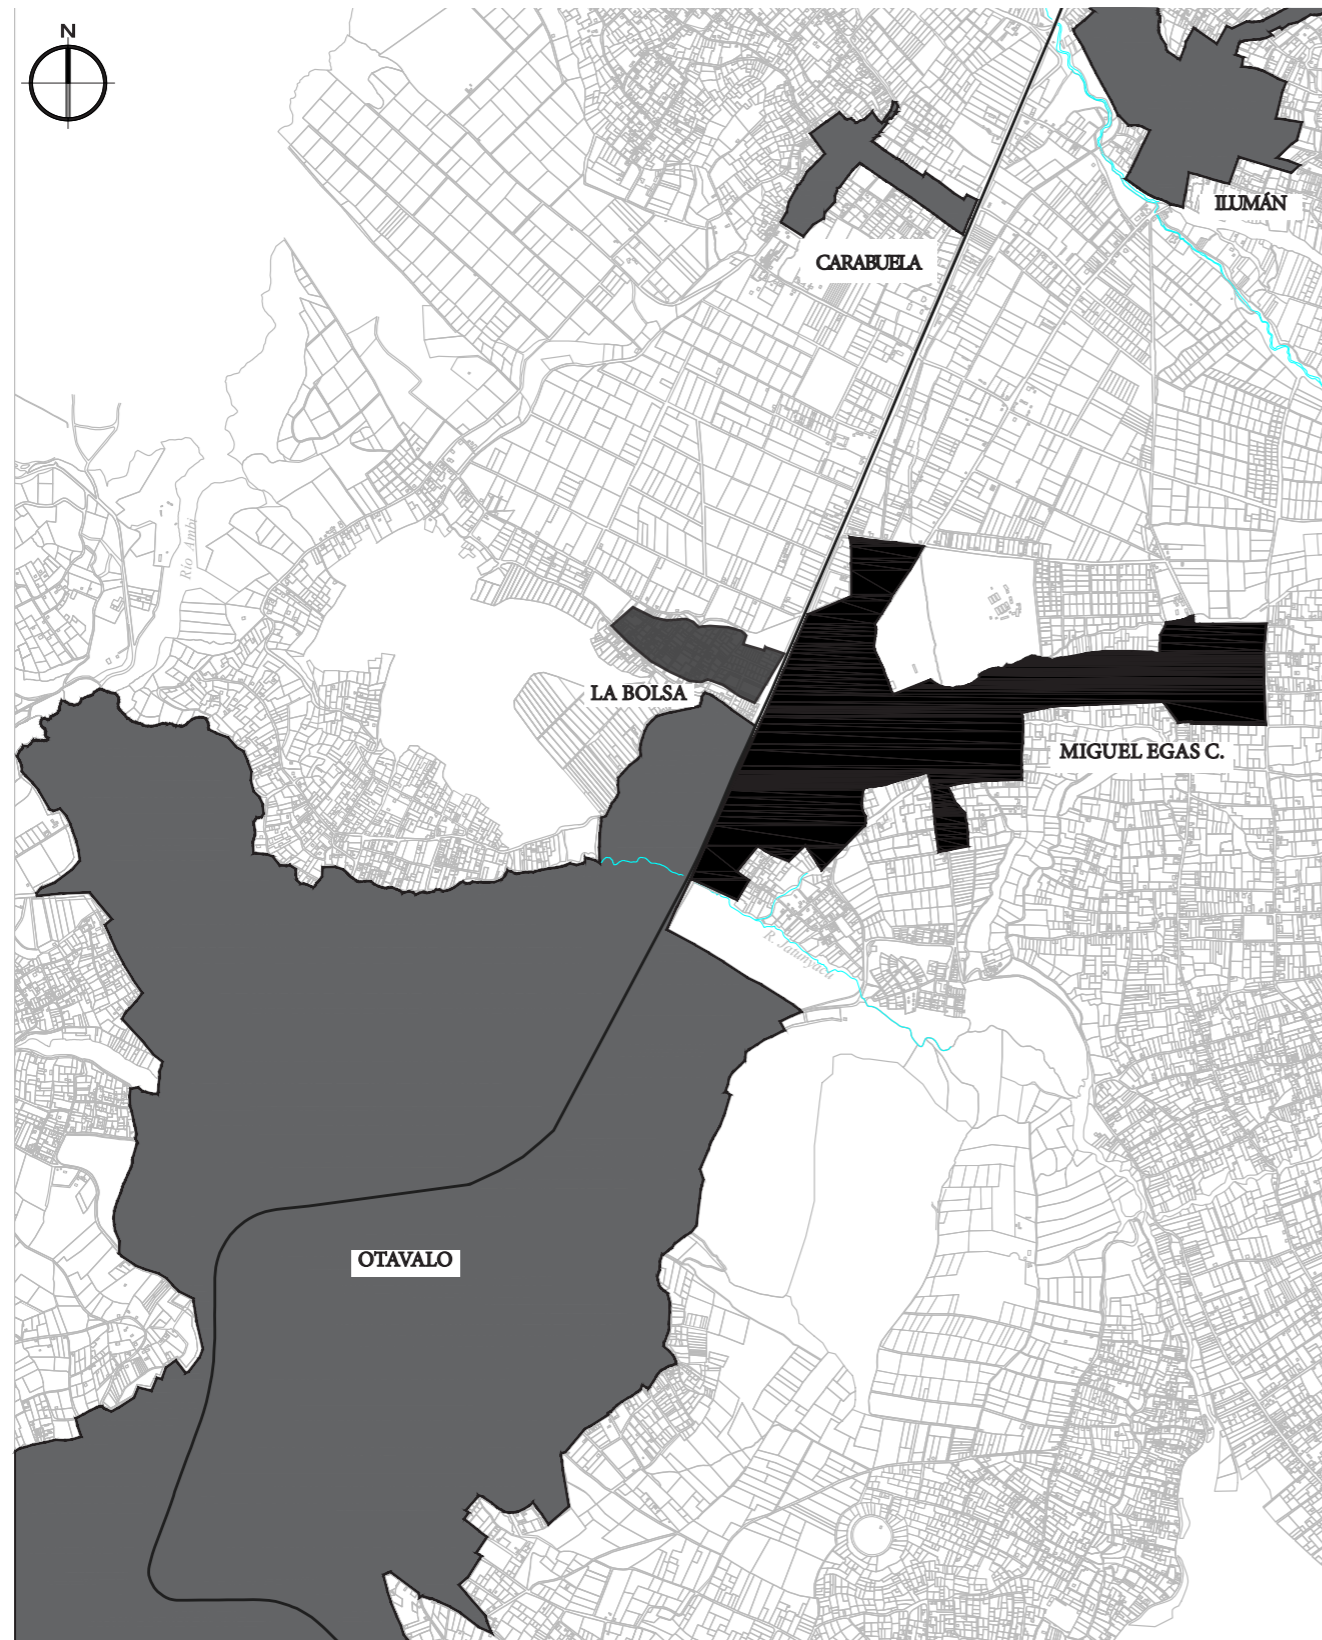 N
ILUMÁN
CARABUELA
Río Ambi
LA BOLSA
MIGUEL EGAS C.
R. Jatunyacu
OTAVALO